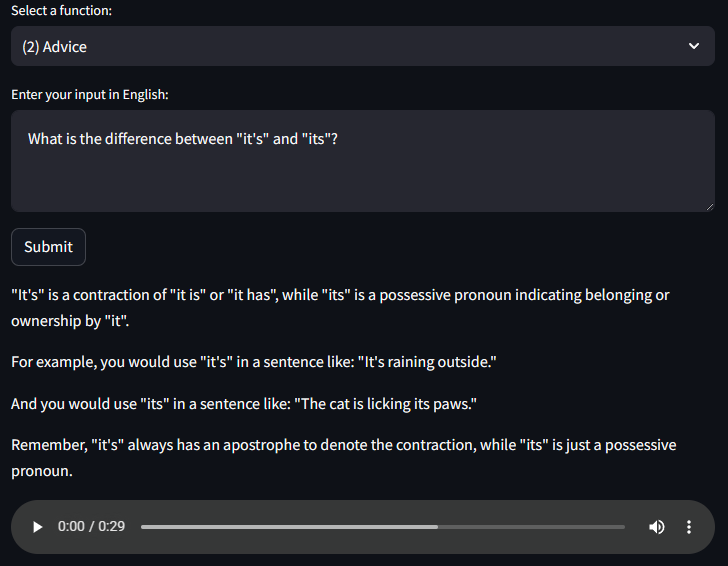 Select a function:
(2) Advice
Enter your input in English:
What is the difference between "it's" and "its"?
Submit
"It's" is a contraction of "it is" or "it has", while "its" is a possessive pronoun indicating belonging or
ownership by "it".
For example, you would use "it's" in a sentence like: "It's raining outside."
And you would use "its" in a sentence like: "The cat is licking its paws."
Remember, "it's" always has an apostrophe to denote the contraction, while "its" is just a possessive
pronoun.
0:00 / 0:29